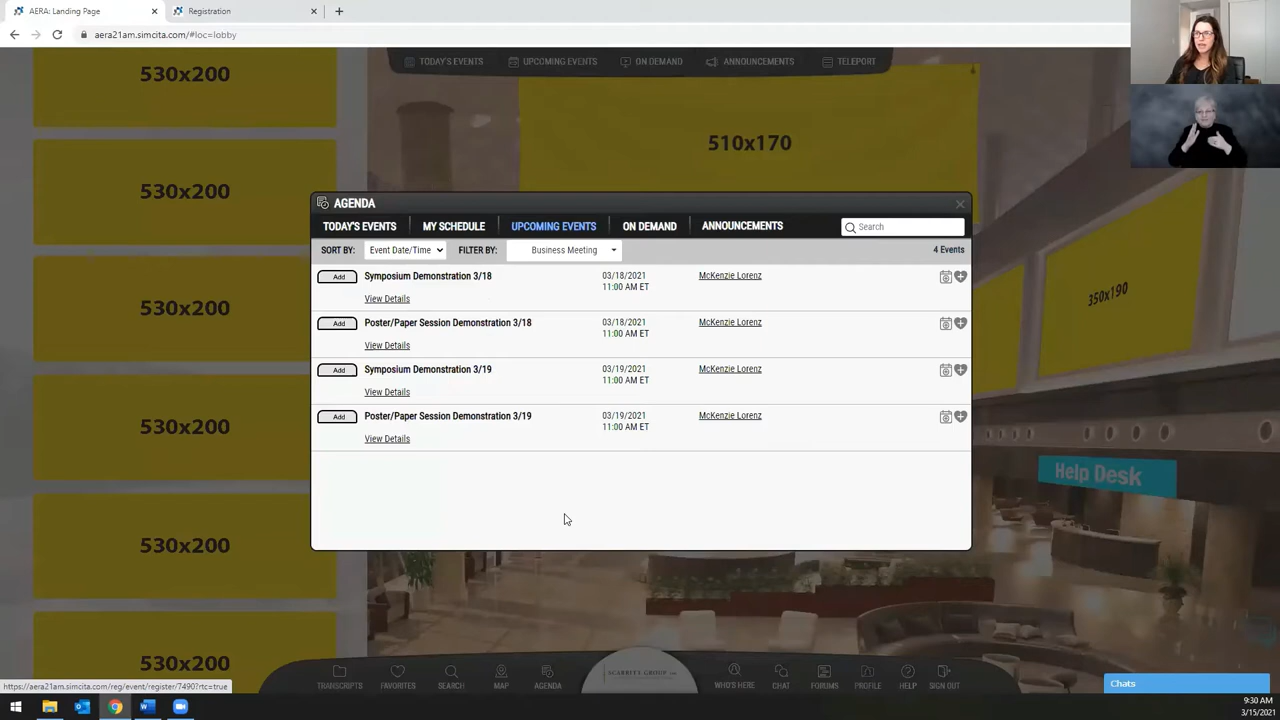 AERA: Landing Page
Registration
aera21am.simcita.com/#loc=lobby
530x200
TODAY'S EVENTS
UPCOMING EVENTS
ON DEMAND
ANNOUNCEMENTS
TELEPORT
510x170
530x200
AGENDA
TODAY'S EVENTS
MY SCHEDULE
UPCOMING EVENTS
ON DEMAND
ANNOUNCEMENTS
Search
SORT BY:
Event Date/Time
FILTER BY:
Business Meeting
4 Events
Add
Symposium Demonstration 3/18
03/18/2021
11:00 AM ET
McKenzie Lorenz
View Details
Add
Poster/Paper Session Demonstration 3/18
03/18/2021
11:00 AM ET
McKenzie Lorenz
View Details
Add
Symposium Demonstration 3/19
03/19/2021
11:00 AM ET
McKenzie Lorenz
View Details
Add
Poster/Paper Session Demonstration 3/19
03/19/2021
11:00 AM ET
McKenzie Lorenz
View Details
530x200
350x190
530x200
Help Desk
530x200
530x200
TRANSCRIPTS
FAVORITES
SEARCH
MAP
AGENDA
SCARRITT GROUP
WHO'S HERE
CHAT
FORUMS
PROFILE
HELP
SIGN OUT
Chats
https://aera21am.simcita.com/reg/event/register/7490?rtc=true
9:30 AM
3/15/2021